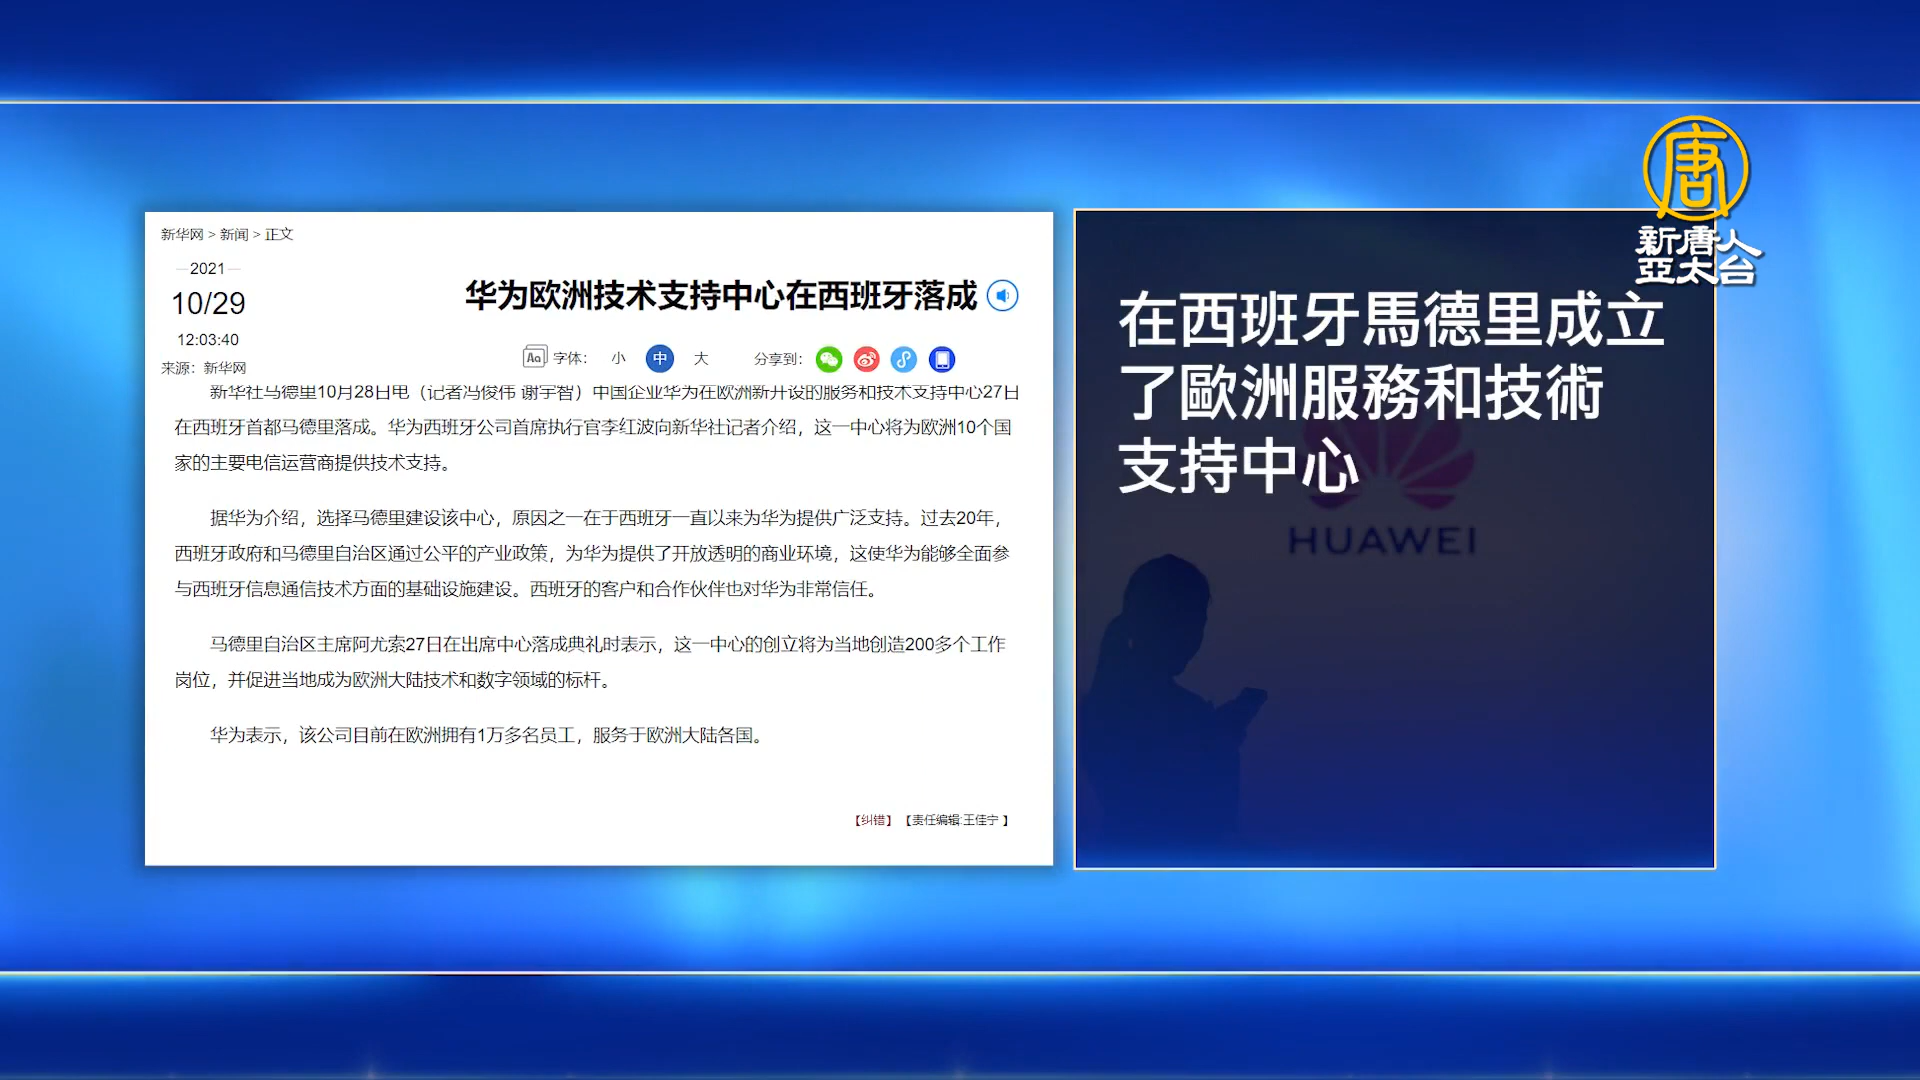 新华网 > 新闻 > 正文
2021
10/29
12:03:40
来源：新华网
华为欧洲技术支持中心在西班牙落成
Aa 字体： 小 中 大 分享到：
新华社马德里10月28日电（记者冯俊伟 谢宇智）中国企业华为在欧洲新开设的服务和技术支持中心27日
在西班牙首都马德里落成。华为西班牙公司首席执行官李红波向新华社记者介绍，这一中心将为欧洲10个国
家的主要电信运营商提供技术支持。
据华为介绍，选择马德里建设该中心，原因之一在于西班牙一直以来为华为提供广泛支持。过去20年，
西班牙政府和马德里自治区通过公平的产业政策，为华为提供了开放透明的商业环境，这使华为能够全面参
与西班牙信息通信技术方面的基础设施建设。西班牙的客户和合作伙伴也对华为非常信任。
马德里自治区主席阿尤索27日在出席中心落成典礼时表示，这一中心的创立将为当地创造200多个工作
岗位，并促进当地成为欧洲大陆技术和数字领域的标杆。
华为表示，该公司目前在欧洲拥有1万多名员工，服务于欧洲大陆各国。
【纠错】 【责任编辑:王佳宁 】
唐
新唐人
亞太台
在西班牙馬德里成立
了歐洲服務和技術
支持中心
HUAWEI